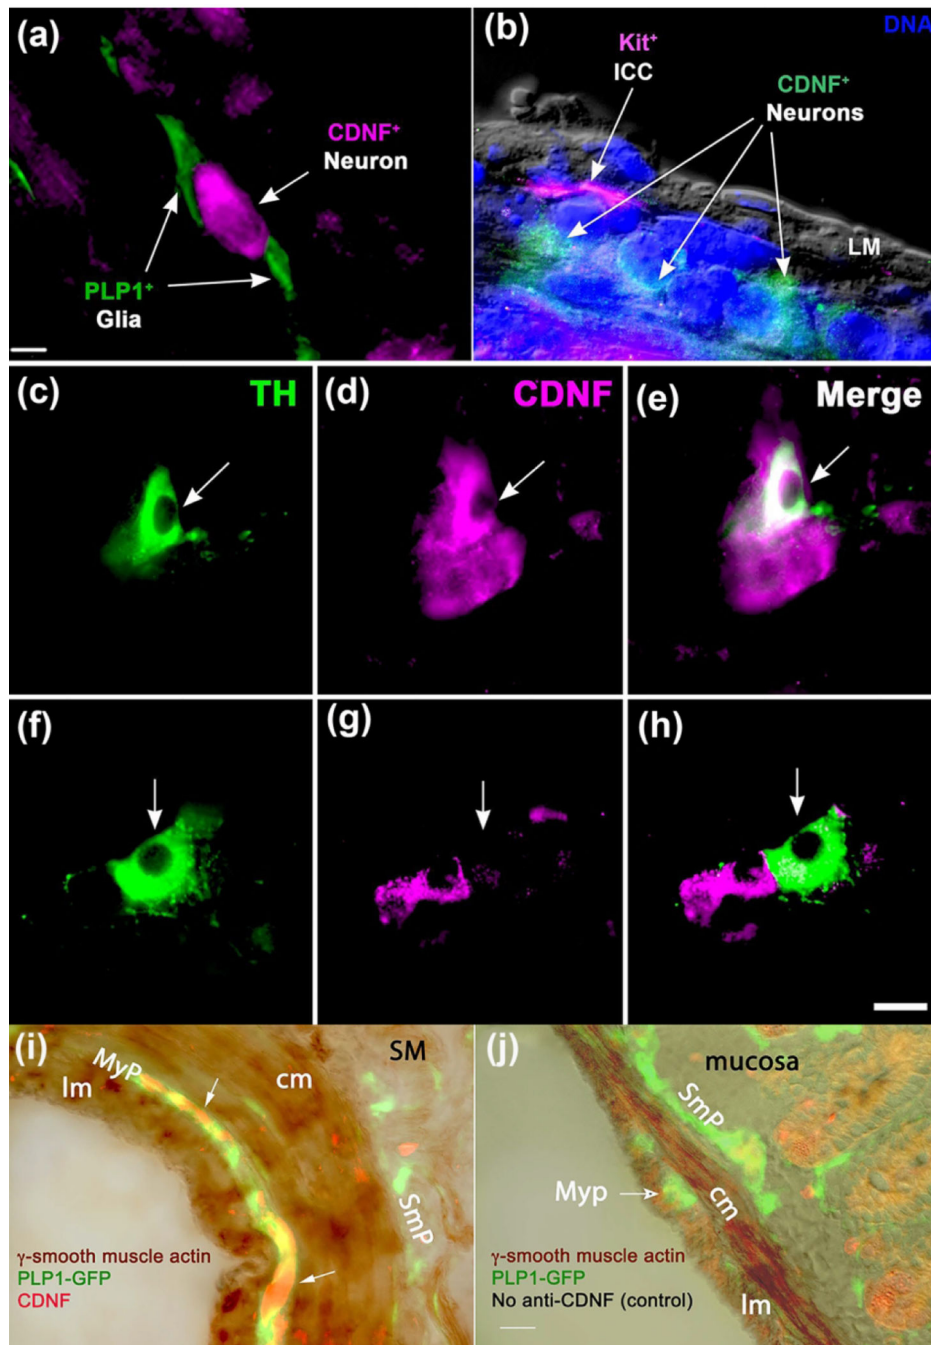 (a)
CDNF⁺
Neuron
PLP1⁺
Glia
(b)
DNA
Kit⁺
ICC
CDNF⁺
Neurons
LM
(c)
TH
(d)
CDNF
(e)
Merge
(f)
(g)
(h)
(i)
SM
MyP
lm
cm
SmP
γ-smooth muscle actin
PLP1-GFP
CDNF
(j)
mucosa
SmP
Myp
cm
γ-smooth muscle actin
PLP1-GFP
No anti-CDNF (control)
lm